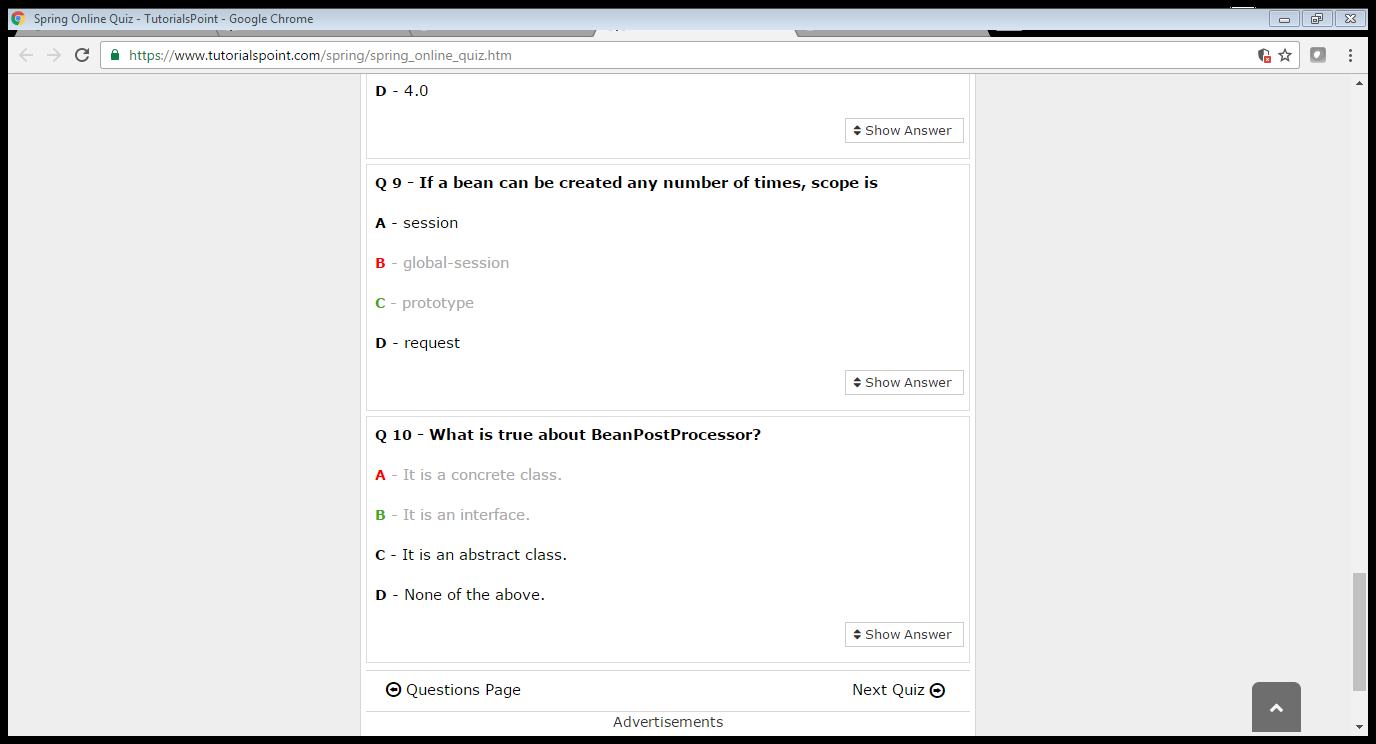 Spring Online Quiz - TutorialsPoint - Google Chrome
https://www.tutorialspoint.com/spring/spring_online_quiz.htm
D - 4.0
Show Answer
Q 9 - If a bean can be created any number of times, scope is
A - session
B - global-session
C - prototype
D - request
Show Answer
Q 10 - What is true about BeanPostProcessor?
A - It is a concrete class.
B - It is an interface.
C - It is an abstract class.
D - None of the above.
Show Answer
Questions Page Next Quiz
Advertisements